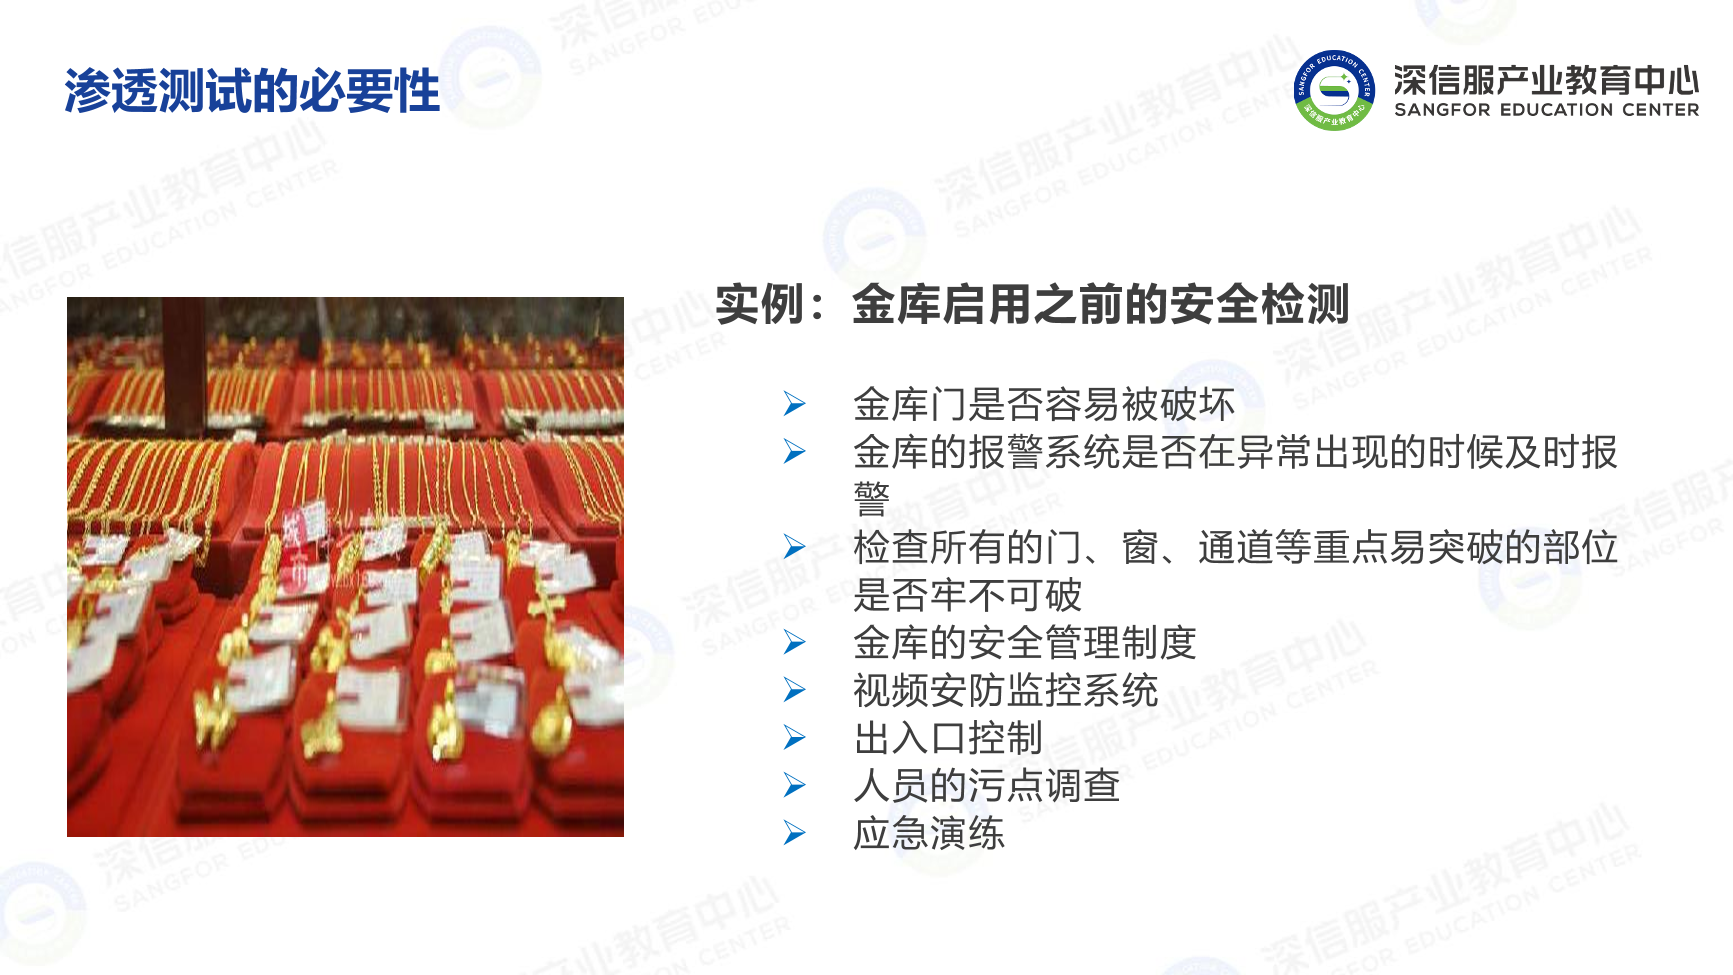 渗透测试的必要性
深信服产业教育中心
SANGFOR EDUCATION CENTER
实例：金库启用之前的安全检测
金库门是否容易被破坏
金库的报警系统是否在异常出现的时候及时报
警
检查所有的门、窗、通道等重点易突破的部位
是否牢不可破
金库的安全管理制度
视频安防监控系统
出入口控制
人员的污点调查
应急演练